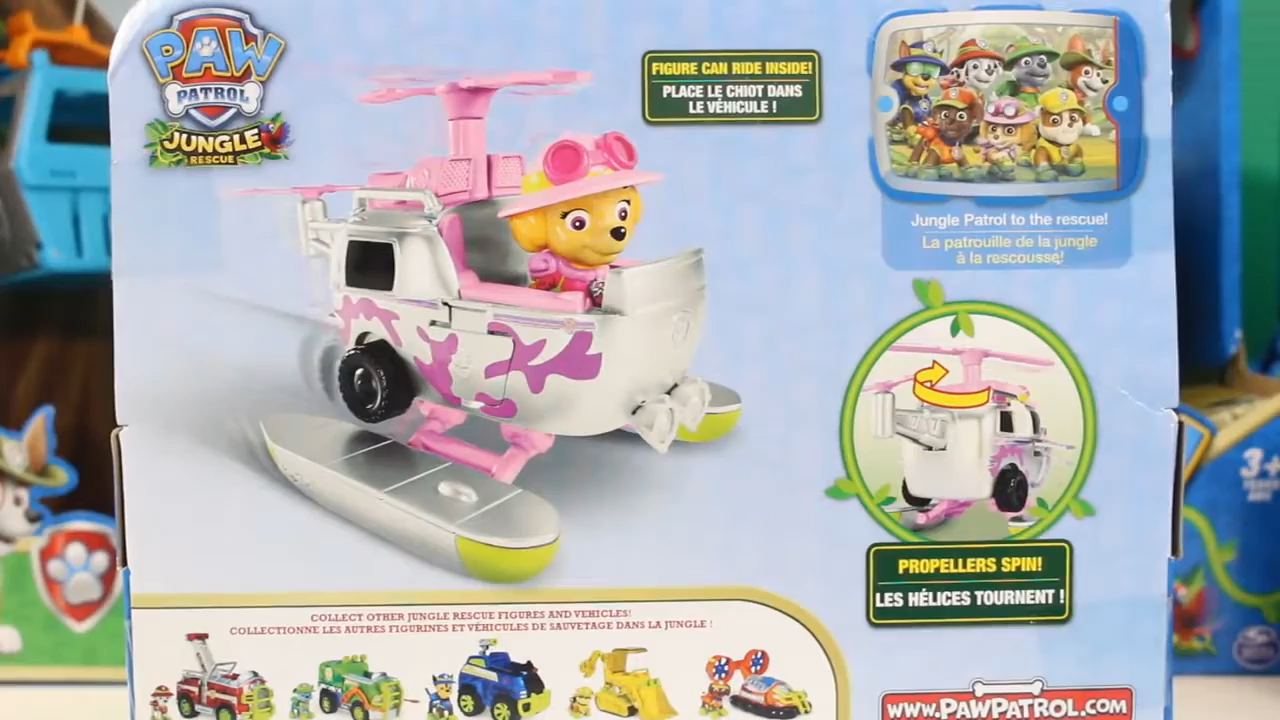 PAW
PATROL
JUNGLE
RESCUE
FIGURE CAN RIDE INSIDE!
PLACE LE CHIOT DANS
LE VÉHICULE !
Jungle Patrol to the rescue!
La patrouille de la jungle
à la rescousse!
PROPELLERS SPIN!
LES HÉLICES TOURNENT !
COLLECT OTHER JUNGLE RESCUE FIGURES AND VEHICLES!
COLLECTIONNE LES AUTRES FIGURINES ET VÉHICULES DE SAUVETAGE DANS LA JUNGLE !
WWW.PAWPATROL.COM
3+